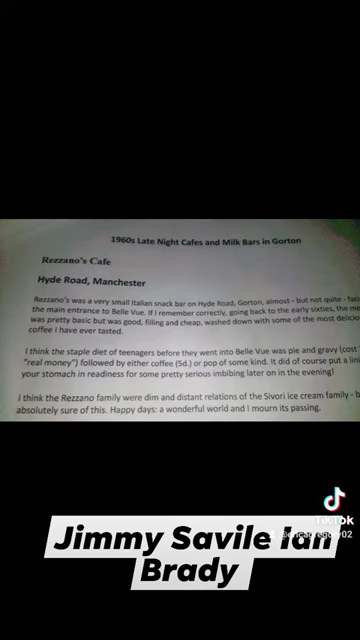 1960s Late Night Cafes and Milk Bars in Gorton
Rezzano's Cafe
Hyde Road, Manchester
Rezzano's was a very small Italian snack bar on Hyde Road, Gorton, almost - but not quite -
the main entrance to Belle Vue. If I remember correctly, going back to the early sixties, the
was pretty basic but was good, filling and cheap, washed down with some of the most
coffee I have ever tasted.
I think the staple diet of teenagers before they went into Belle Vue was pie and gravy (cost
"real money") followed by either coffee (5d.) or pop of some kind. It did of course put a
your stomach in readiness for some pretty serious imbibing later on in the evening!
I think the Rezzano family were dim and distant relations of the Sivori ice cream family -
absolutely sure of this. Happy days: a wonderful world and I mourn its passing.
TikTok
Jimmy Savile Ian
Brady